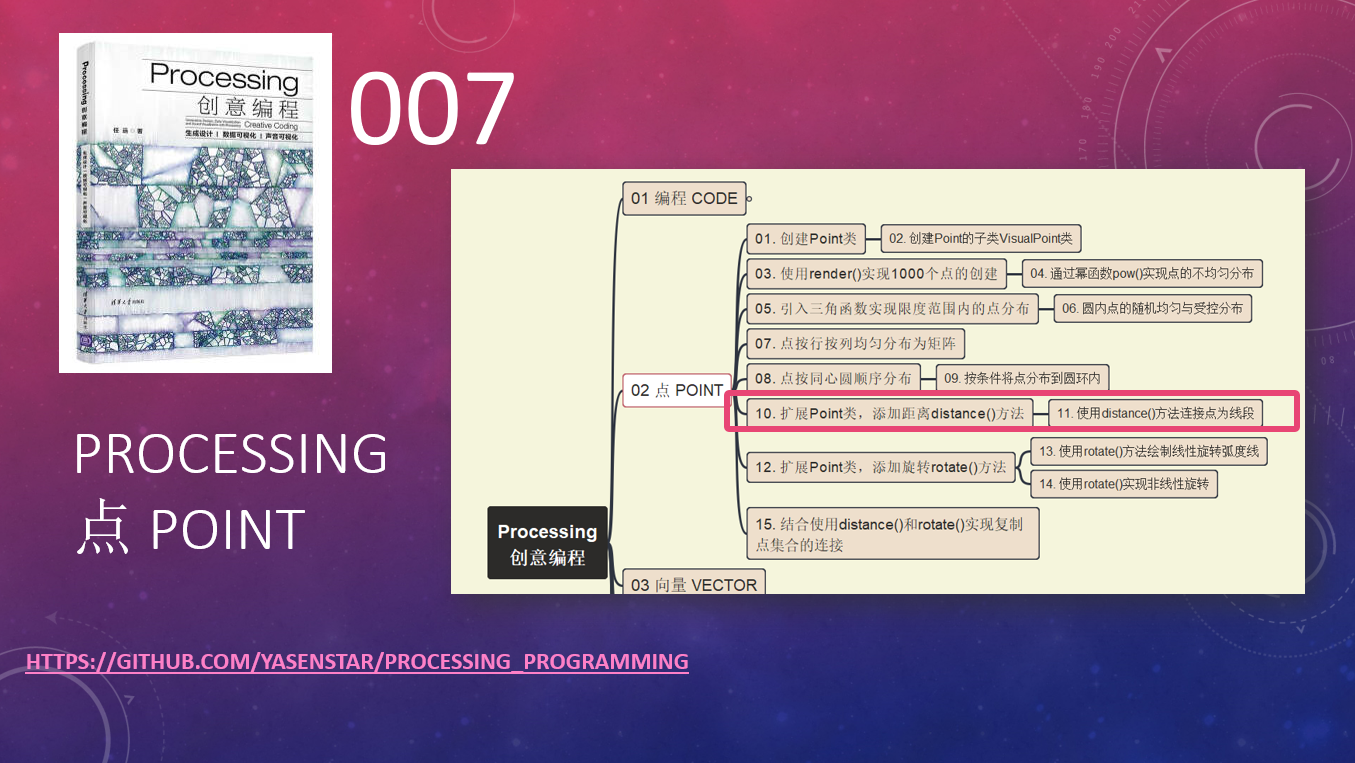 Processing
创意编程
Creative Coding
任远 著
生成设计 | 数据可视化 | 声音可视化
Processing 创意编程
清华大学出版社
007
01 编程 CODE
01. 创建Point类
02. 创建Point的子类VisualPoint类
03. 使用render()实现1000个点的创建
04. 通过幂函数pow()实现点的不均匀分布
05. 引入三角函数实现限度范围内的点分布
06. 圆内点的随机均匀与受控分布
07. 点按行按列均匀分布为矩阵
02 点 POINT
08. 点按同心圆顺序分布
09. 按条件将点分布到圆环内
10. 扩展Point类，添加距离distance()方法
11. 使用distance()方法连接点为线段
12. 扩展Point类，添加旋转rotate()方法
13. 使用rotate()方法绘制线性旋转弧度线
14. 使用rotate()实现非线性旋转
15. 结合使用distance()和rotate()实现复制
点集合的连接
Processing
创意编程
03 向量 VECTOR
PROCESSING
点 POINT
HTTPS://GITHUB.COM/YASENSTAR/PROCESSING_PROGRAMMING